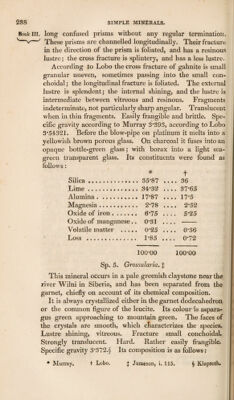 288 SIMPLE MINERALS.
Book III. long confused prisms without any regular termination.
These prisms are channelled longitudinally. Their fracture
in the direction of the prism is foliated, and has a resinous
lustre; the cross fracture is splintery, and has a less lustre.
According to Lobo the cross fracture of gahnite is small
granular uneven, sometimes passing into the small con-
choidal; the longitudinal fracture is foliated. The external
lustre is splendent; the internal shining, and the lustre is
intermediate between vitreous and resinous. Fragments
indeterminate, not particularly sharp angular. Translucent
when in thin fragments. Easily frangible and brittle. Spe-
cific gravity according to Murray 3·393, according to Lobo
3·54321. Before the blow-pipe on platinum it melts into a
yellowish brown porous glass. On charcoal it fuses into an
opaque bottle-green glass; with borax into a light sea-
green transparent glass. Its constituents were found as
follows:
* †
Silica .............. 35·87 .... 36
Lime .............. 34·32 .... 37·65
Alumina .......... 17·87 .... 17·5
Magnesia .......... 2·78 .... 2·52
Oxide of iron ....... 6·75 .... 5·25
Oxide of manganese .. 0·31 ....
Volatile matter ..... 0·25 .... 0·36
Loss .............. 1·85 .... 0·72
100·00 100·00
Sp. 5. Grossularie. ‡
This mineral occurs in a pale greenish claystone near the
river Wilui in Siberia, and has been separated from the
garnet, chiefly on account of its chemical composition.
It is always crystallized either in the garnet dodecahedron
or the common figure of the leucite. Its colour is aspara-
gus green approaching to mountain green. The faces of
the crystals are smooth, which characterizes the species.
Lustre shining, vitreous. Fracture small conchoidal.
Strongly translucent. Hard. Rather easily frangible.
Specific gravity 3·372.§ Its composition is as follows:
* Murray. † Lobo. ‡ Jameson, i. 115. § Klaproth.